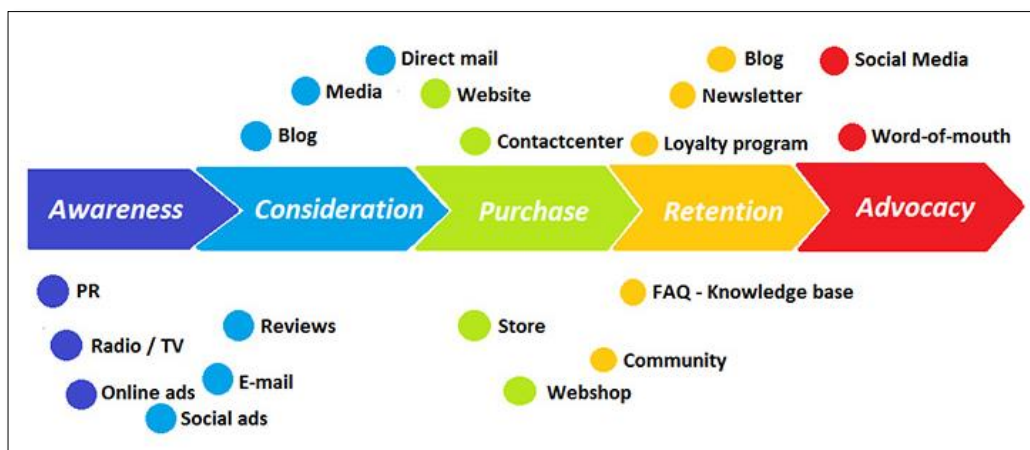 Direct mail
Blog
Social Media
Media
Website
Newsletter
Blog
Contactcenter
Loyalty program
Word-of-mouth
Awareness
Consideration
Purchase
Retention
Advocacy
PR
FAQ - Knowledge base
Reviews
Store
Radio / TV
Community
E-mail
Online ads
Webshop
Social ads